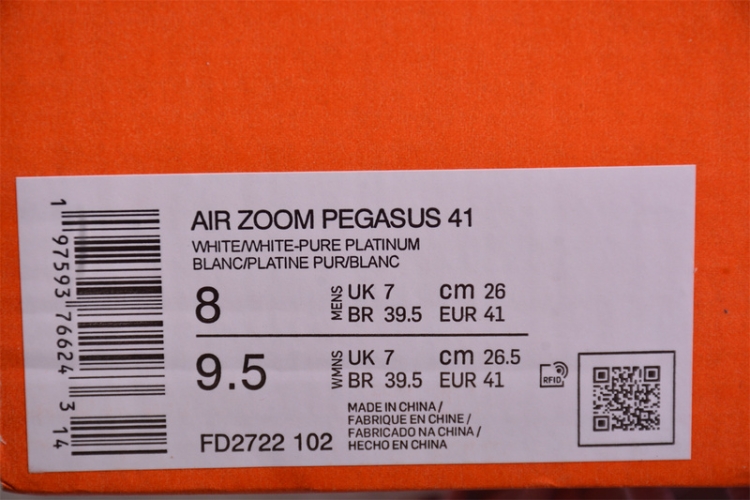 AIR ZOOM PEGASUS 41
WHITE/WHITE-PURE PLATINUM
BLANC/PLATINE PUR/BLANC
8 MENS UK 7 cm 26
BR 39.5 EUR 41
9.5 WMNS UK 7 cm 26.5
BR 39.5 EUR 41
RFID
MADE IN CHINA /
FABRIQUE EN CHINE /
FABRICADO NA CHINA /
HECHO EN CHINA
FD2722 102
1 97593 76624 3 14